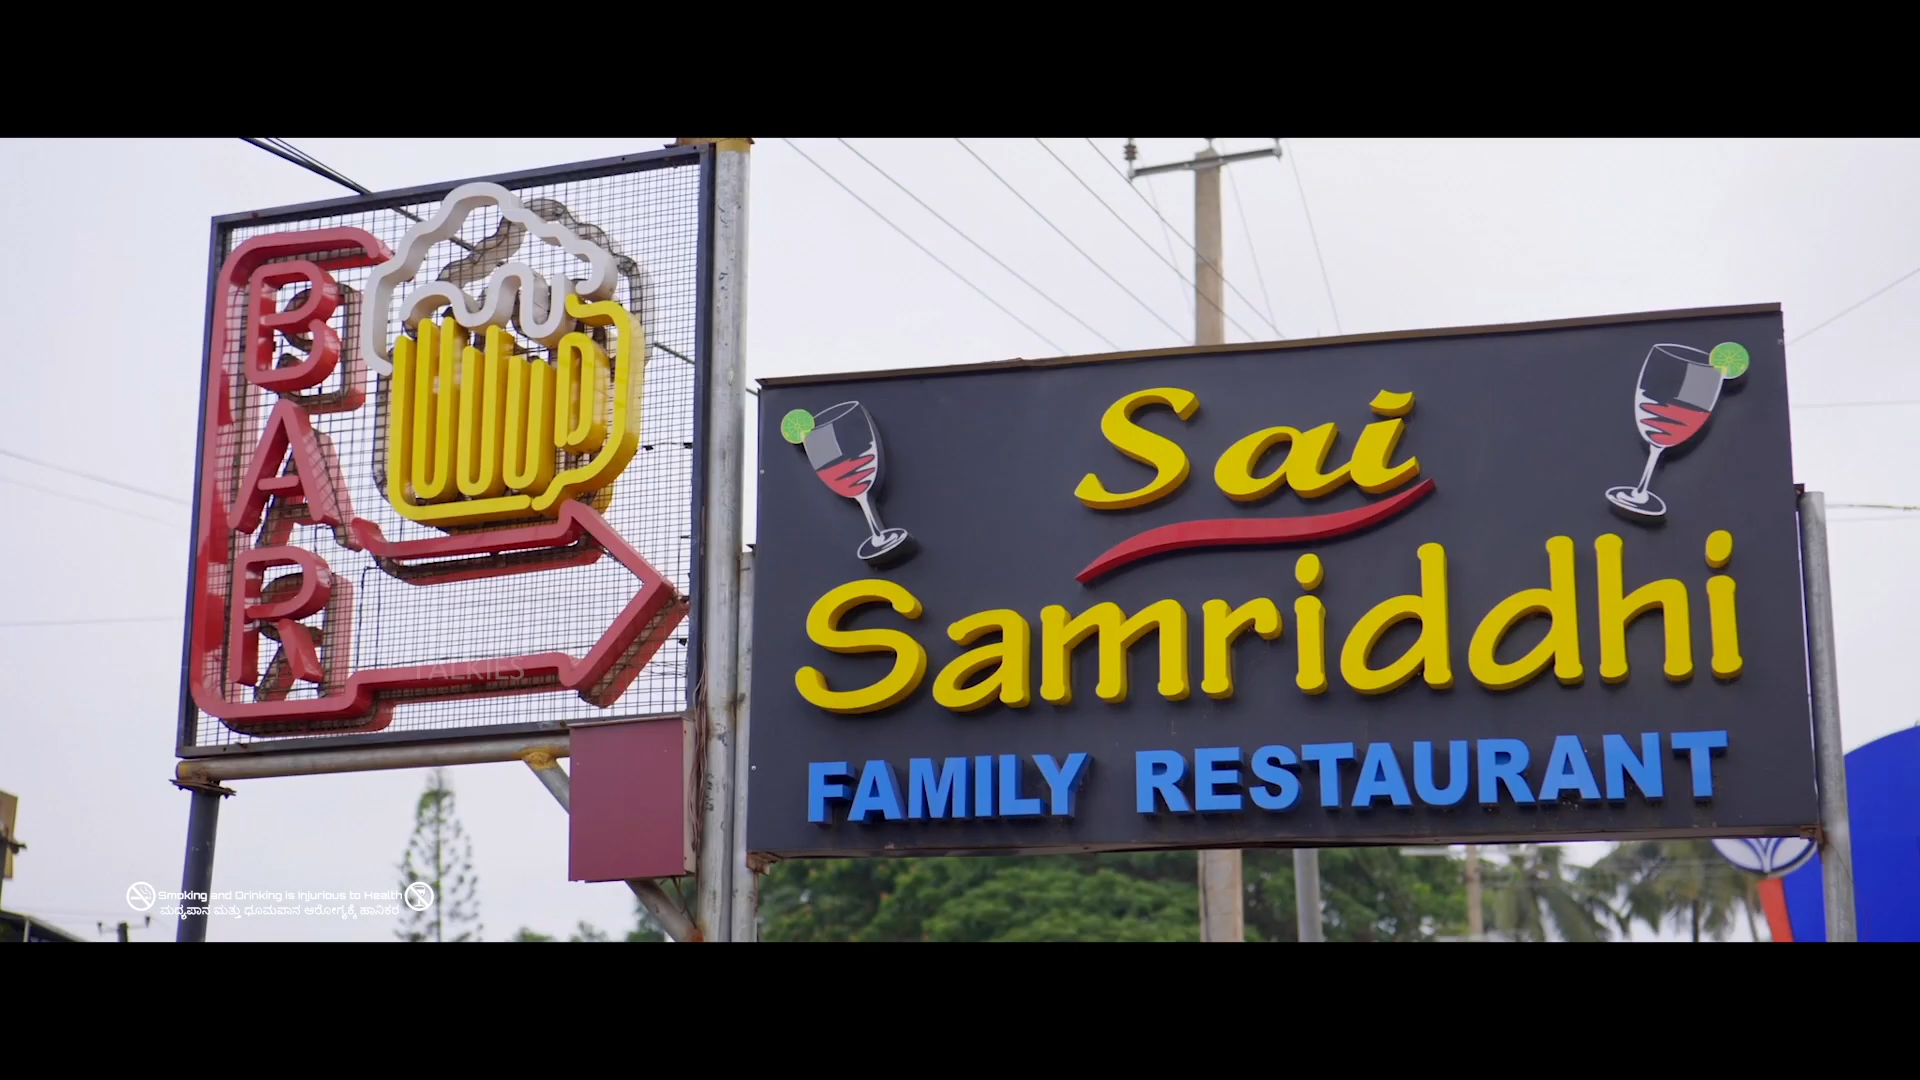 BAR
Sai
Samriddhi
FAMILY RESTAURANT
TALKIES
Smoking and Drinking is Injurious to Health
ಮದ್ಯಪಾನ ಮತ್ತು ಧೂಮಪಾನ ಆರೋಗ್ಯಕ್ಕೆ ಹಾನಿಕರ